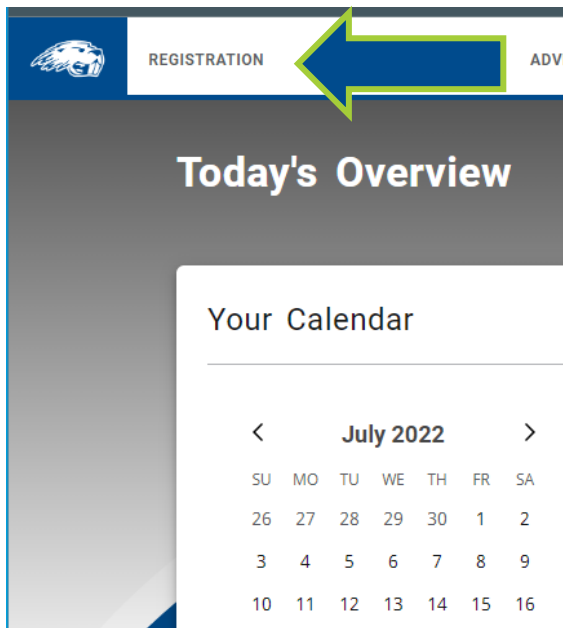 REGISTRATION
Today's Overview
Your Calendar
< July 2022 >
SU MO TU WE TH FR SA
26 27 28 29 30 1 2
3 4 5 6 7 8 9
10 11 12 13 14 15 16